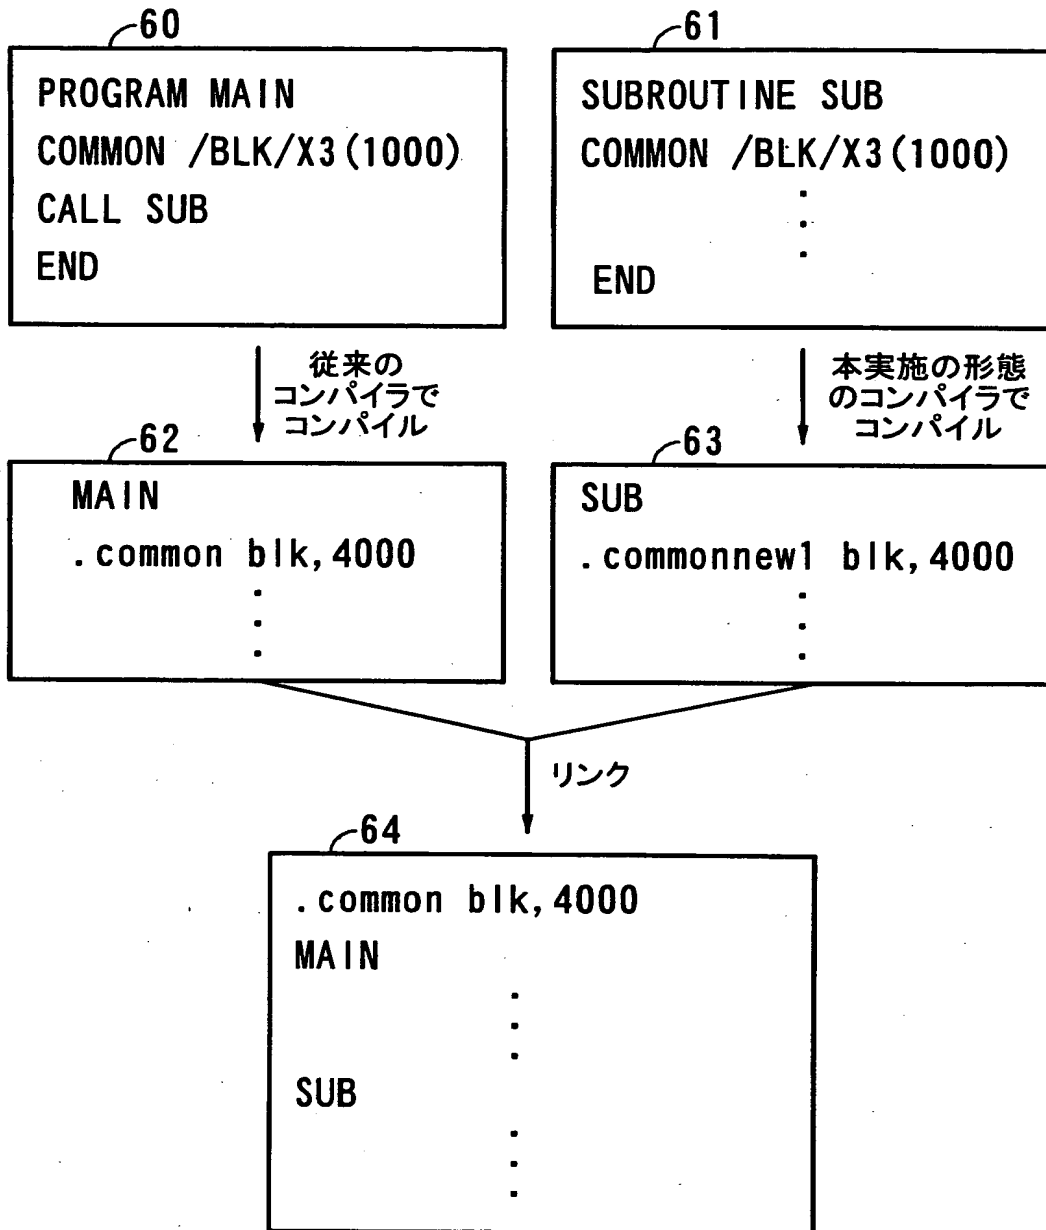 60
PROGRAM MAIN
COMMON /BLK/X3(1000)
CALL SUB
END
61
SUBROUTINE SUB
COMMON /BLK/X3(1000)
END
従来の
コンパイラで
コンパイル
本実施の形態
のコンパイラで
コンパイル
62
MAIN
.common blk,4000
63
SUB
.commonnew1 blk,4000
リンク
64
.common blk,4000
MAIN
SUB